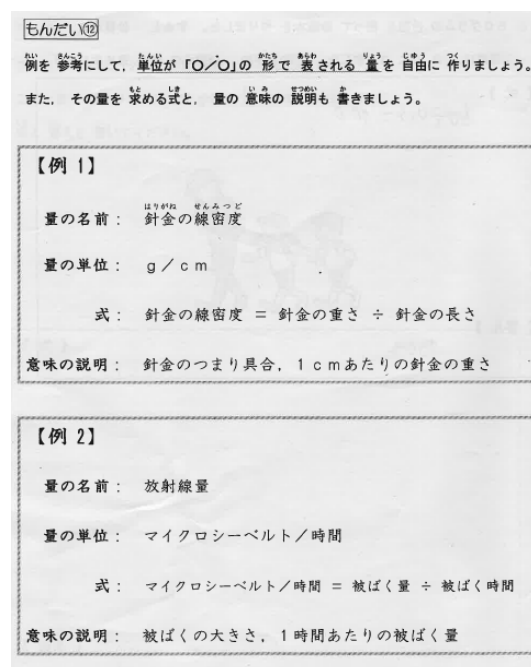 もんだい⑫
例を 参考にして，単位が「○／○」の 形で 表される 量を 自由に 作りましょう。
また，その量を 求める式と，量の 意味の 説明も 書きましょう。
【例 1】
量の名前： 針金の線密度
量の単位： g／cm
式： 針金の線密度 ＝ 針金の重さ ÷ 針金の長さ
意味の説明： 針金のつまり具合，1cmあたりの針金の重さ
【例 2】
量の名前： 放射線量
量の単位： マイクロシーベルト／時間
式： マイクロシーベルト／時間 ＝ 被ばく量 ÷ 被ばく時間
意味の説明： 被ばくの大きさ，1時間あたりの被ばく量